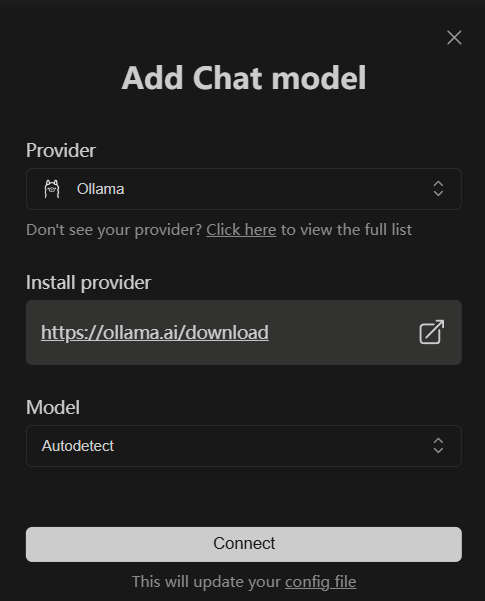 Add Chat model
Provider
Ollama
Don't see your provider? Click here to view the full list
Install provider
https://ollama.ai/download
Model
Autodetect
Connect
This will update your config file